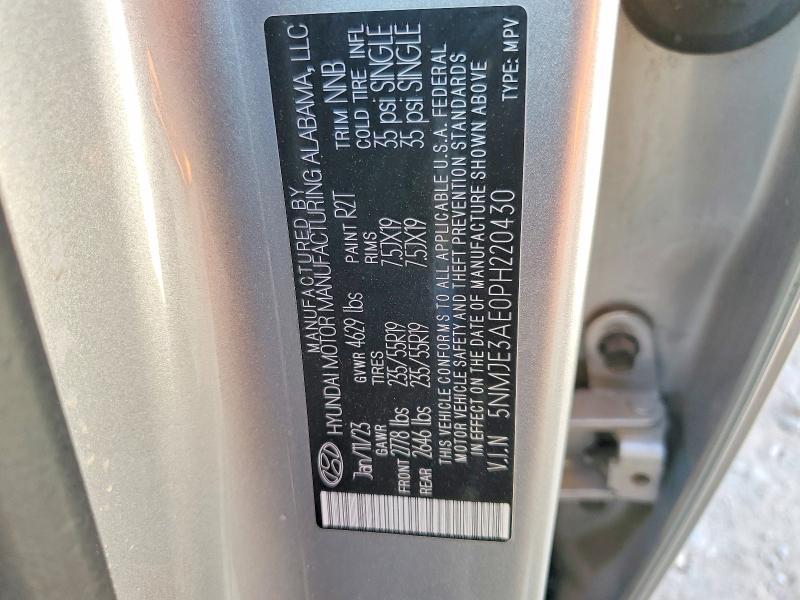 MANUFACTURED BY
HYUNDAI MOTOR MANUFACTURING ALABAMA, LLC
Jan/11/23 GVWR 4629 lbs PAINT R2T TRIM NNB
GAWR TIRES RIMS COLD TIRE INFL
FRONT 2778 lbs 235/55R19 7.5JX19 35 psi SINGLE
REAR 2646 lbs 235/55R19 7.5JX19 35 psi SINGLE
THIS VEHICLE CONFORMS TO ALL APPLICABLE U.S.A. FEDERAL
MOTOR VEHICLE SAFETY AND THEFT PREVENTION STANDARDS
IN EFFECT ON THE DATE OF MANUFACTURE SHOWN ABOVE
V.I.N 5NMJE3AE0PH220430 TYPE: MPV